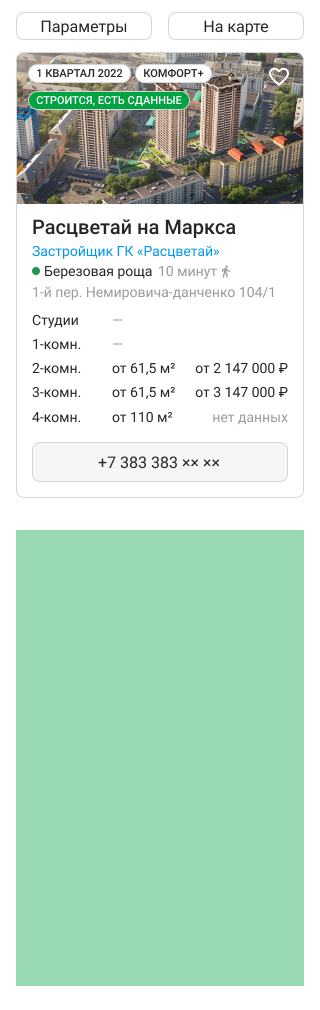 Параметры
На карте
1 КВАРТАЛ 2022
КОМФОРТ+
СТРОИТСЯ, ЕСТЬ СДАННЫЕ
Расцветай на Маркса
Застройщик ГК «Расцветай»
Березовая роща 10 минут
1-й пер. Немировича-данченко 104/1
Студии —
1-комн. —
2-комн. от 61,5 м² от 2 147 000 ₽
3-комн. от 61,5 м² от 3 147 000 ₽
4-комн. от 110 м² нет данных
+7 383 383 ×× ××